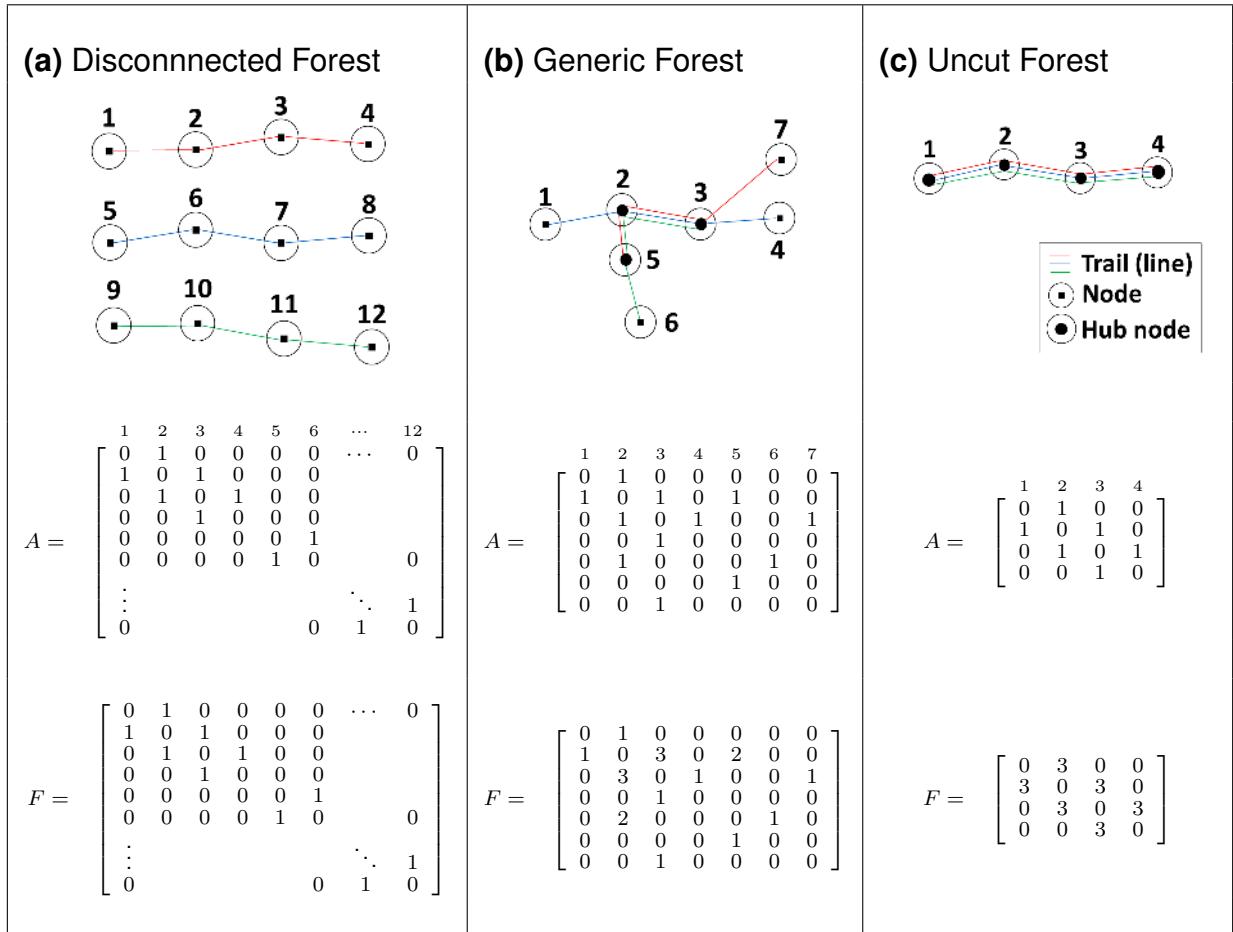 (a) Disconnnected Forest
1 2 3 4
5 6 7 8
9 10 11 12
1 2 3 4 5 6 ··· 12
0 1 0 0 0 0 ··· 0
1 0 1 0 0 0
0 1 0 1 0 0
0 0 1 0 0 0
A = 0 0 0 0 0 1
0 0 0 0 1 0 0
⋮ ⋱ 1
0 0 1 0
0 1 0 0 0 0 ··· 0
1 0 1 0 0 0
0 1 0 1 0 0
0 0 1 0 0 0
F = 0 0 0 0 0 1
0 0 0 0 1 0 0
⋮ ⋱ 1
0 0 1 0
(b) Generic Forest
7
1 2 3
4
5
6
1 2 3 4 5 6 7
0 1 0 0 0 0 0
1 0 1 0 1 0 0
0 1 0 1 0 0 1
A = 0 0 1 0 0 0 0
0 1 0 0 0 1 0
0 0 0 0 1 0 0
0 0 1 0 0 0 0
0 1 0 0 0 0 0
1 0 3 0 2 0 0
0 3 0 1 0 0 1
F = 0 0 1 0 0 0 0
0 2 0 0 0 1 0
0 0 0 0 1 0 0
0 0 1 0 0 0 0
(c) Uncut Forest
1 2 3 4
Trail (line)
Node
Hub node
1 2 3 4
0 1 0 0
1 0 1 0
A = 0 1 0 1
0 0 1 0
0 3 0 0
3 0 3 0
F = 0 3 0 3
0 0 3 0